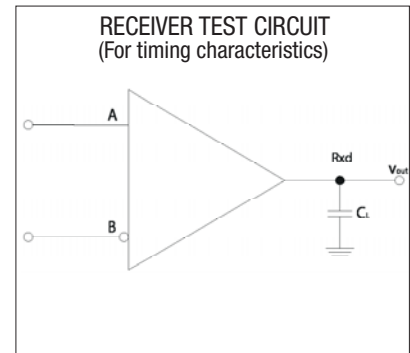 RECEIVER TEST CIRCUIT
(For timing characteristics)
A
Rxd
Vout
B
CL